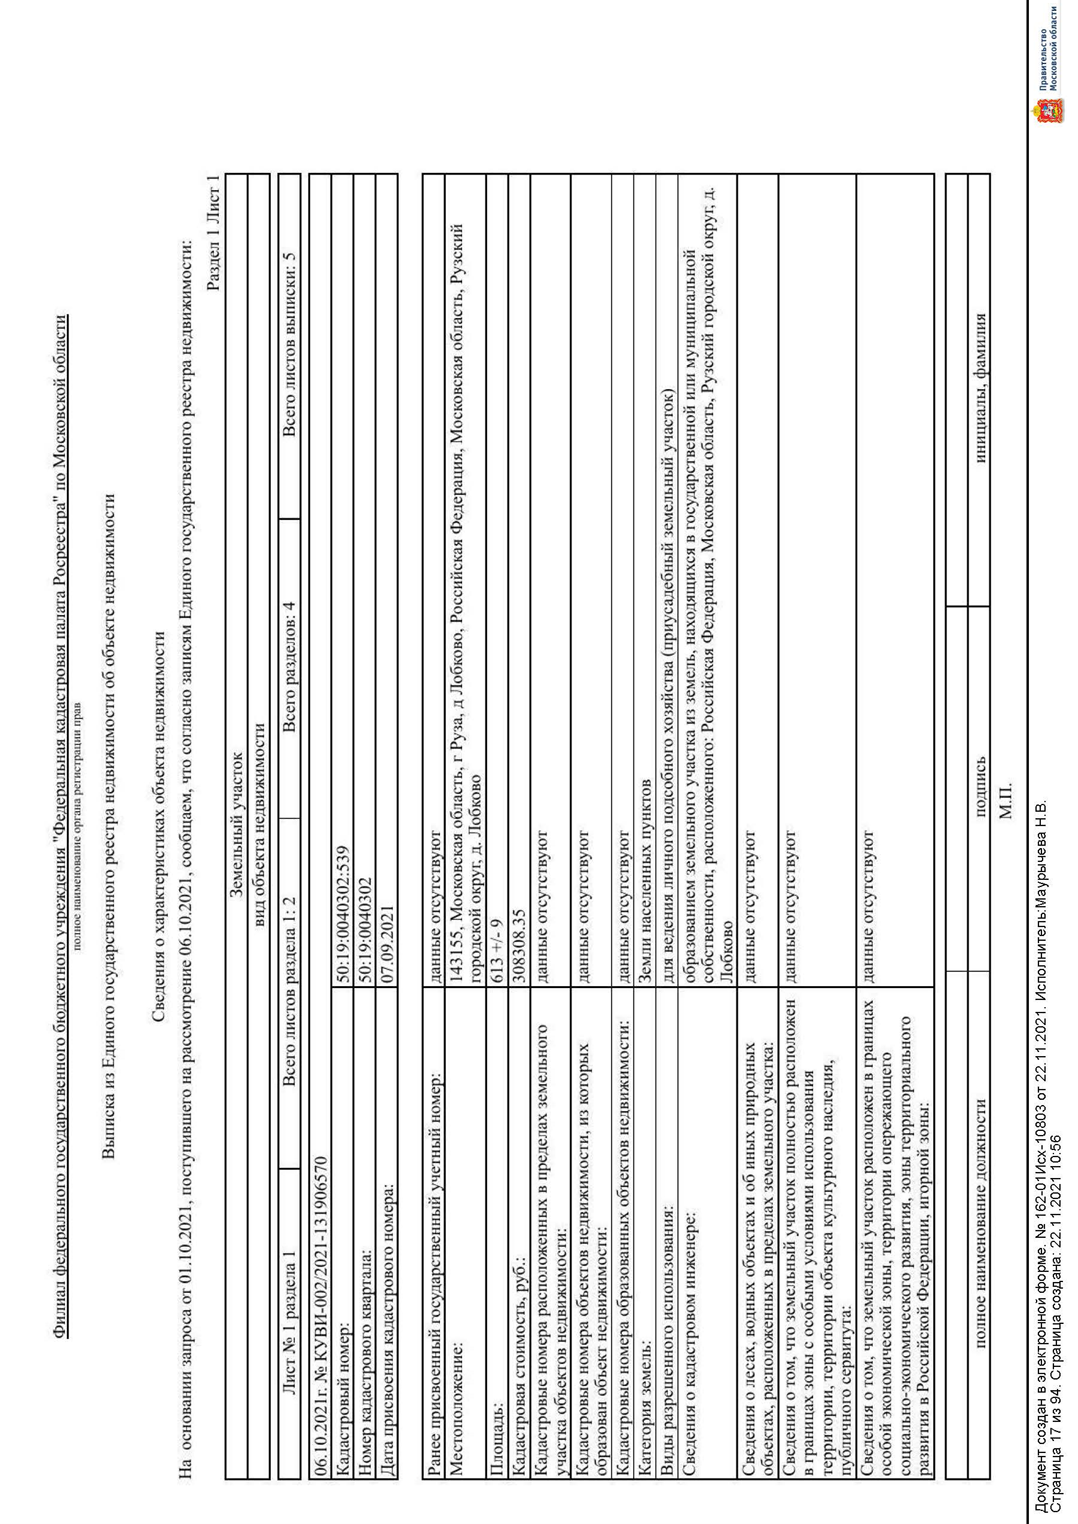 Филиал федерального государственного бюджетного учреждения "Федеральная кадастровая палата Росреестра" по Московской области
полное наименование органа регистрации прав
Выписка из Единого государственного реестра недвижимости об объекте недвижимости
Сведения о характеристиках объекта недвижимости
На основании запроса от 01.10.2021, поступившего на рассмотрение 06.10.2021, сообщаем, что согласно записям Единого государственного реестра недвижимости:
Раздел 1 Лист 1
Земельный участок
вид объекта недвижимости
Лист № 1 раздела 1 Всего листов раздела 1: 2 Всего разделов: 4 Всего листов выписки: 5
06.10.2021г. № КУВИ-002/2021-131906570
Кадастровый номер: 50:19:0040302:539
Номер кадастрового квартала: 50:19:0040302
Дата присвоения кадастрового номера: 07.09.2021
Ранее присвоенный государственный учетный номер: данные отсутствуют
Местоположение: 143155, Московская область, г Руза, д Лобково, Российская Федерация, Московская область, Рузский
городской округ, д. Лобково
Площадь: 613 +/- 9
Кадастровая стоимость, руб.: 308308.35
Кадастровые номера расположенных в пределах земельного данные отсутствуют
участка объектов недвижимости:
Кадастровые номера объектов недвижимости, из которых данные отсутствуют
образован объект недвижимости:
Кадастровые номера образованных объектов недвижимости: данные отсутствуют
Категория земель: Земли населенных пунктов
Виды разрешенного использования: для ведения личного подсобного хозяйства (приусадебный земельный участок)
Сведения о кадастровом инженере: образованием земельного участка из земель, находящихся в государственной или муниципальной
собственности, расположенного: Российская Федерация, Московская область, Рузский городской округ, д.
Лобково
Сведения о лесах, водных объектах и об иных природных данные отсутствуют
объектах, расположенных в пределах земельного участка:
Сведения о том, что земельный участок полностью расположен данные отсутствуют
в границах зоны с особыми условиями использования
территории, территории объекта культурного наследия,
публичного сервитута:
Сведения о том, что земельный участок расположен в границах данные отсутствуют
особой экономической зоны, территории опережающего
социально-экономического развития, зоны территориального
развития в Российской Федерации, игорной зоны:
полное наименование должности подпись инициалы, фамилия
М.П.
Документ создан в электронной форме. № 162-01Исх-10803 от 22.11.2021. Исполнитель:Маурычева Н.В.
Страница 17 из 94. Страница создана: 22.11.2021 10:56
Правительство
Московской области